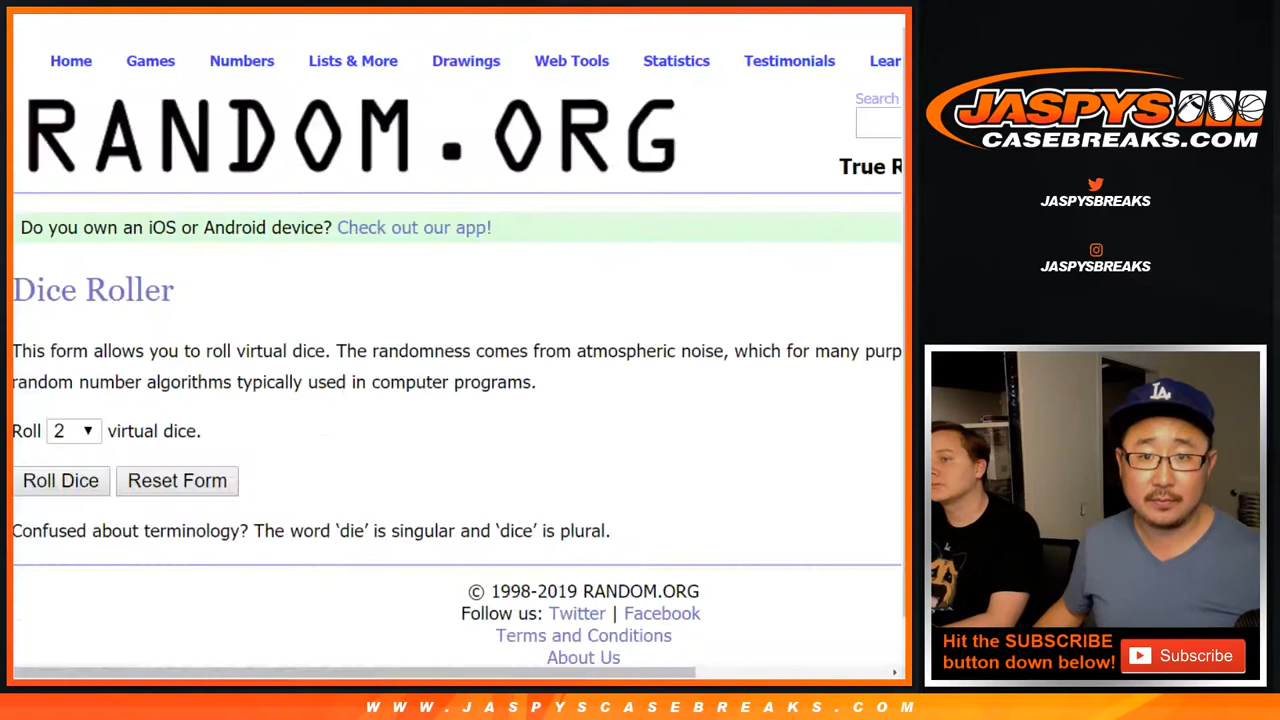 Home Games Numbers Lists & More Drawings Web Tools Statistics Testimonials Lear
RANDOM.ORG
Search
True R
Do you own an iOS or Android device? Check out our app!
Dice Roller
This form allows you to roll virtual dice. The randomness comes from atmospheric noise, which for many purp
random number algorithms typically used in computer programs.
Roll 2 virtual dice.
Roll Dice Reset Form
Confused about terminology? The word ‘die’ is singular and ‘dice’ is plural.
© 1998-2019 RANDOM.ORG
Follow us: Twitter | Facebook
Terms and Conditions
About Us
JASPYS
CASEBREAKS.COM
JASPYSBREAKS
JASPYSBREAKS
LA
Hit the SUBSCRIBE
button down below!
Subscribe
WWW.JASPYSCASEBREAKS.COM